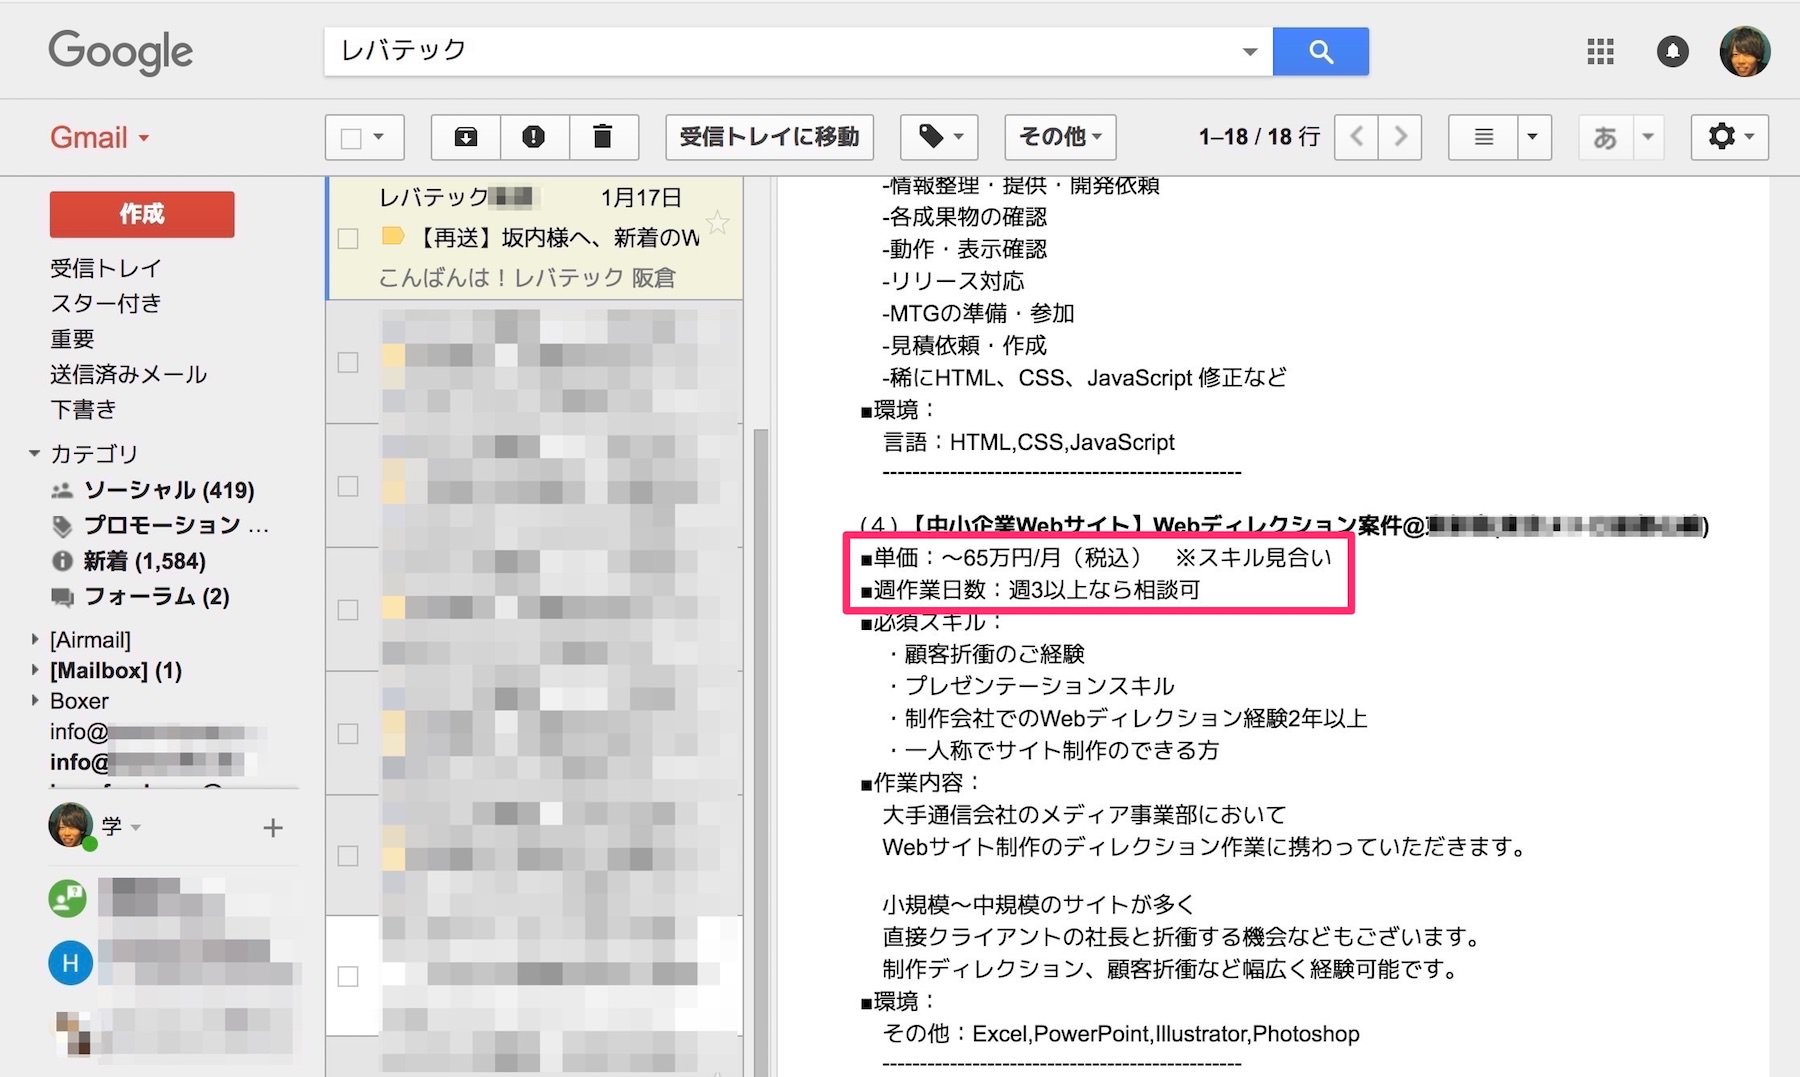 Google
レバテック
Gmail
受信トレイに移動
その他
1–18 / 18 行
あ
作成
受信トレイ
スター付き
重要
送信済みメール
下書き
カテゴリ
ソーシャル (419)
プロモーション ...
新着 (1,584)
フォーラム (2)
[Airmail]
[Mailbox] (1)
Boxer
info@
info@
学
H
レバテック
1月17日
【再送】坂内様へ、新着のW
こんばんは！レバテック 阪倉
-情報整理・提供・開発依頼
-各成果物の確認
-動作・表示確認
-リリース対応
-MTGの準備・参加
-見積依頼・作成
-稀にHTML、CSS、JavaScript 修正など
■環境：
言語：HTML,CSS,JavaScript
------------------------------------------------
（4）【中小企業Webサイト】Webディレクション案件@
■単価：～65万円/月（税込）　※スキル見合い
■週作業日数：週3以上なら相談可
■必須スキル：
・顧客折衝のご経験
・プレゼンテーションスキル
・制作会社でのWebディレクション経験2年以上
・一人称でサイト制作のできる方
■作業内容：
大手通信会社のメディア事業部において
Webサイト制作のディレクション作業に携わっていただきます。
小規模～中規模のサイトが多く
直接クライアントの社長と折衝する機会などもございます。
制作ディレクション、顧客折衝など幅広く経験可能です。
■環境：
その他：Excel,PowerPoint,Illustrator,Photoshop
------------------------------------------------